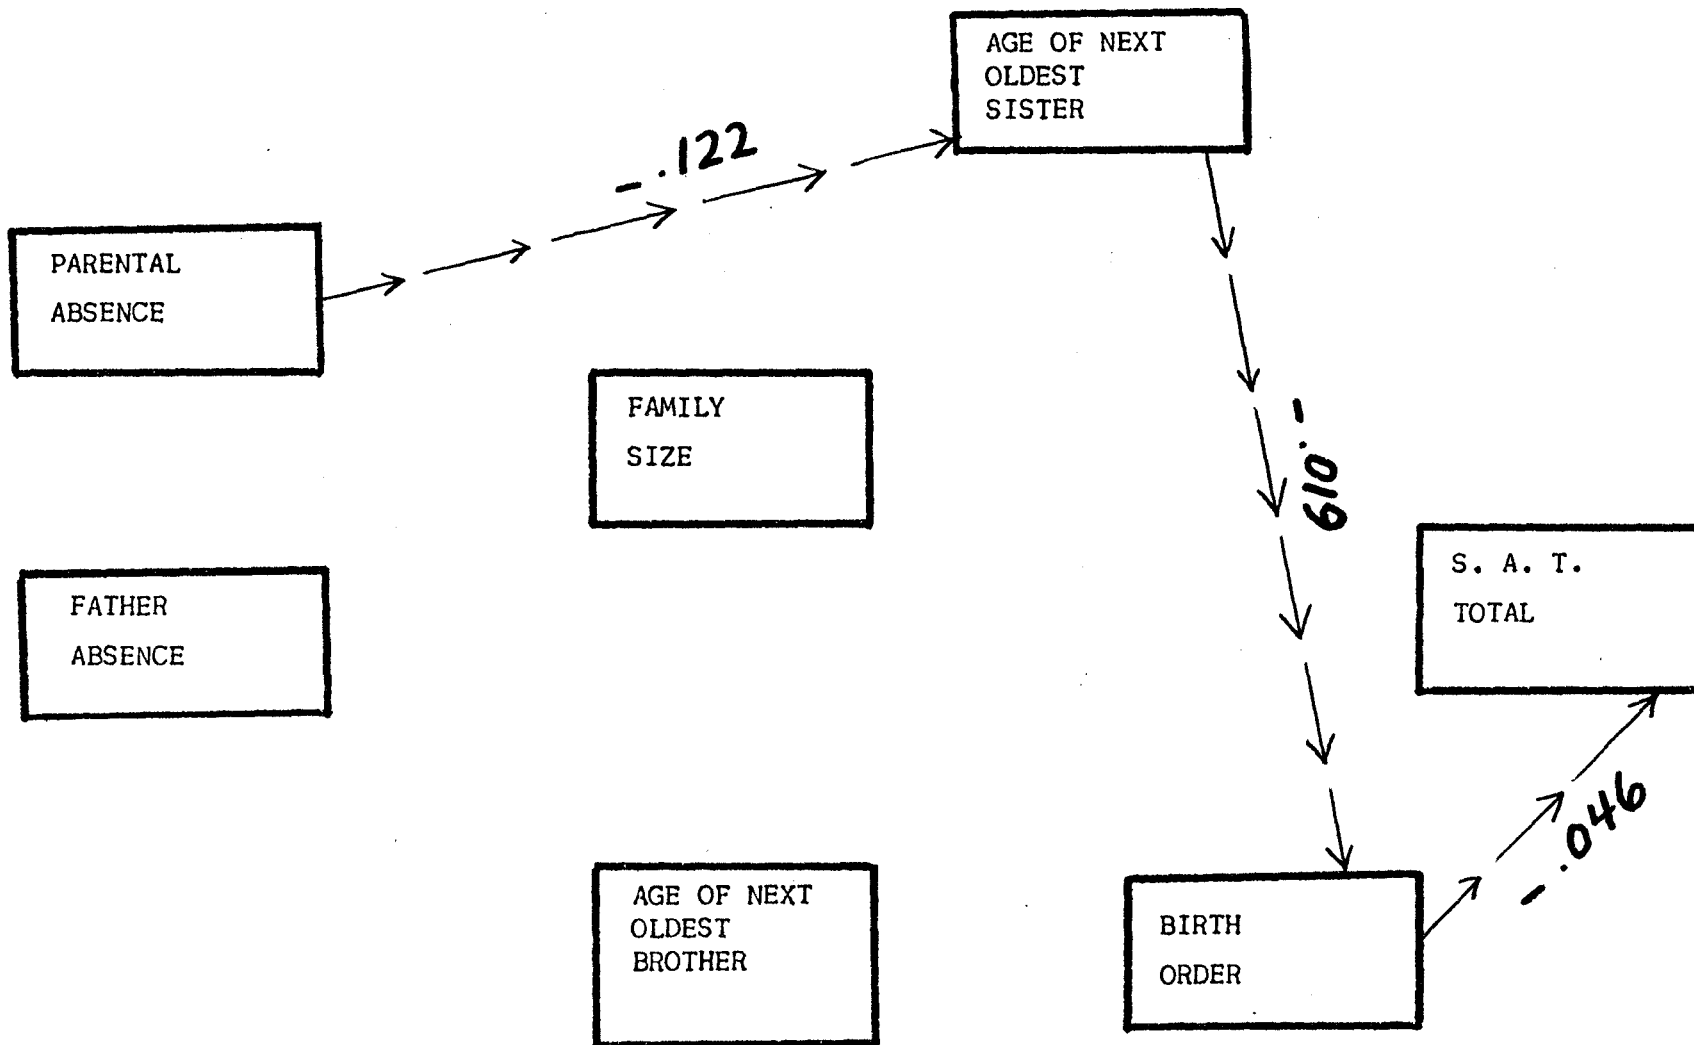 AGE OF NEXT
OLDEST
SISTER
-.122
PARENTAL
ABSENCE
FAMILY
SIZE
-.019
S. A. T.
TOTAL
FATHER
ABSENCE
-.046
AGE OF NEXT
OLDEST
BROTHER
BIRTH
ORDER